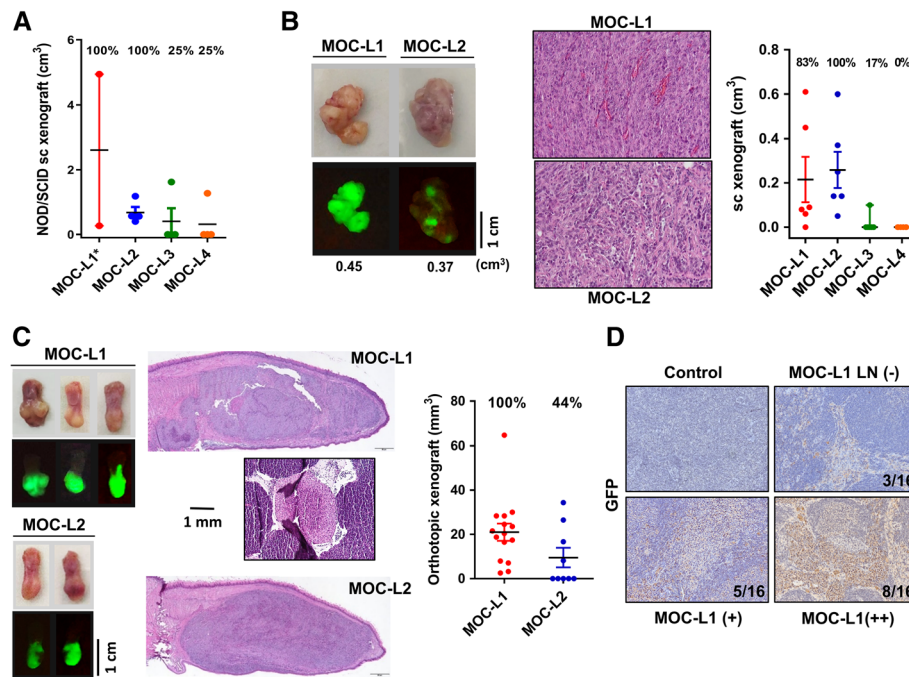 A
NOD/SCID sc xenograft (cm³)
6
4
2
0
100% 100% 25% 25%
MOC-L1*
MOC-L2
MOC-L3
MOC-L4
B
MOC-L1 MOC-L2
1 cm
0.45 0.37 (cm³)
MOC-L1
MOC-L2
sc xenograft (cm³)
0.8
0.6
0.4
0.2
0.0
83% 100% 17% 0%
MOC-L1
MOC-L2
MOC-L3
MOC-L4
C
MOC-L1
MOC-L2
1 cm
MOC-L1
1 mm
MOC-L2
Orthotopic xenograft (mm³)
80
60
40
20
0
100% 44%
MOC-L1
MOC-L2
D
GFP
Control MOC-L1 LN (-)
3/16
5/16 8/16
MOC-L1 (+) MOC-L1(++)